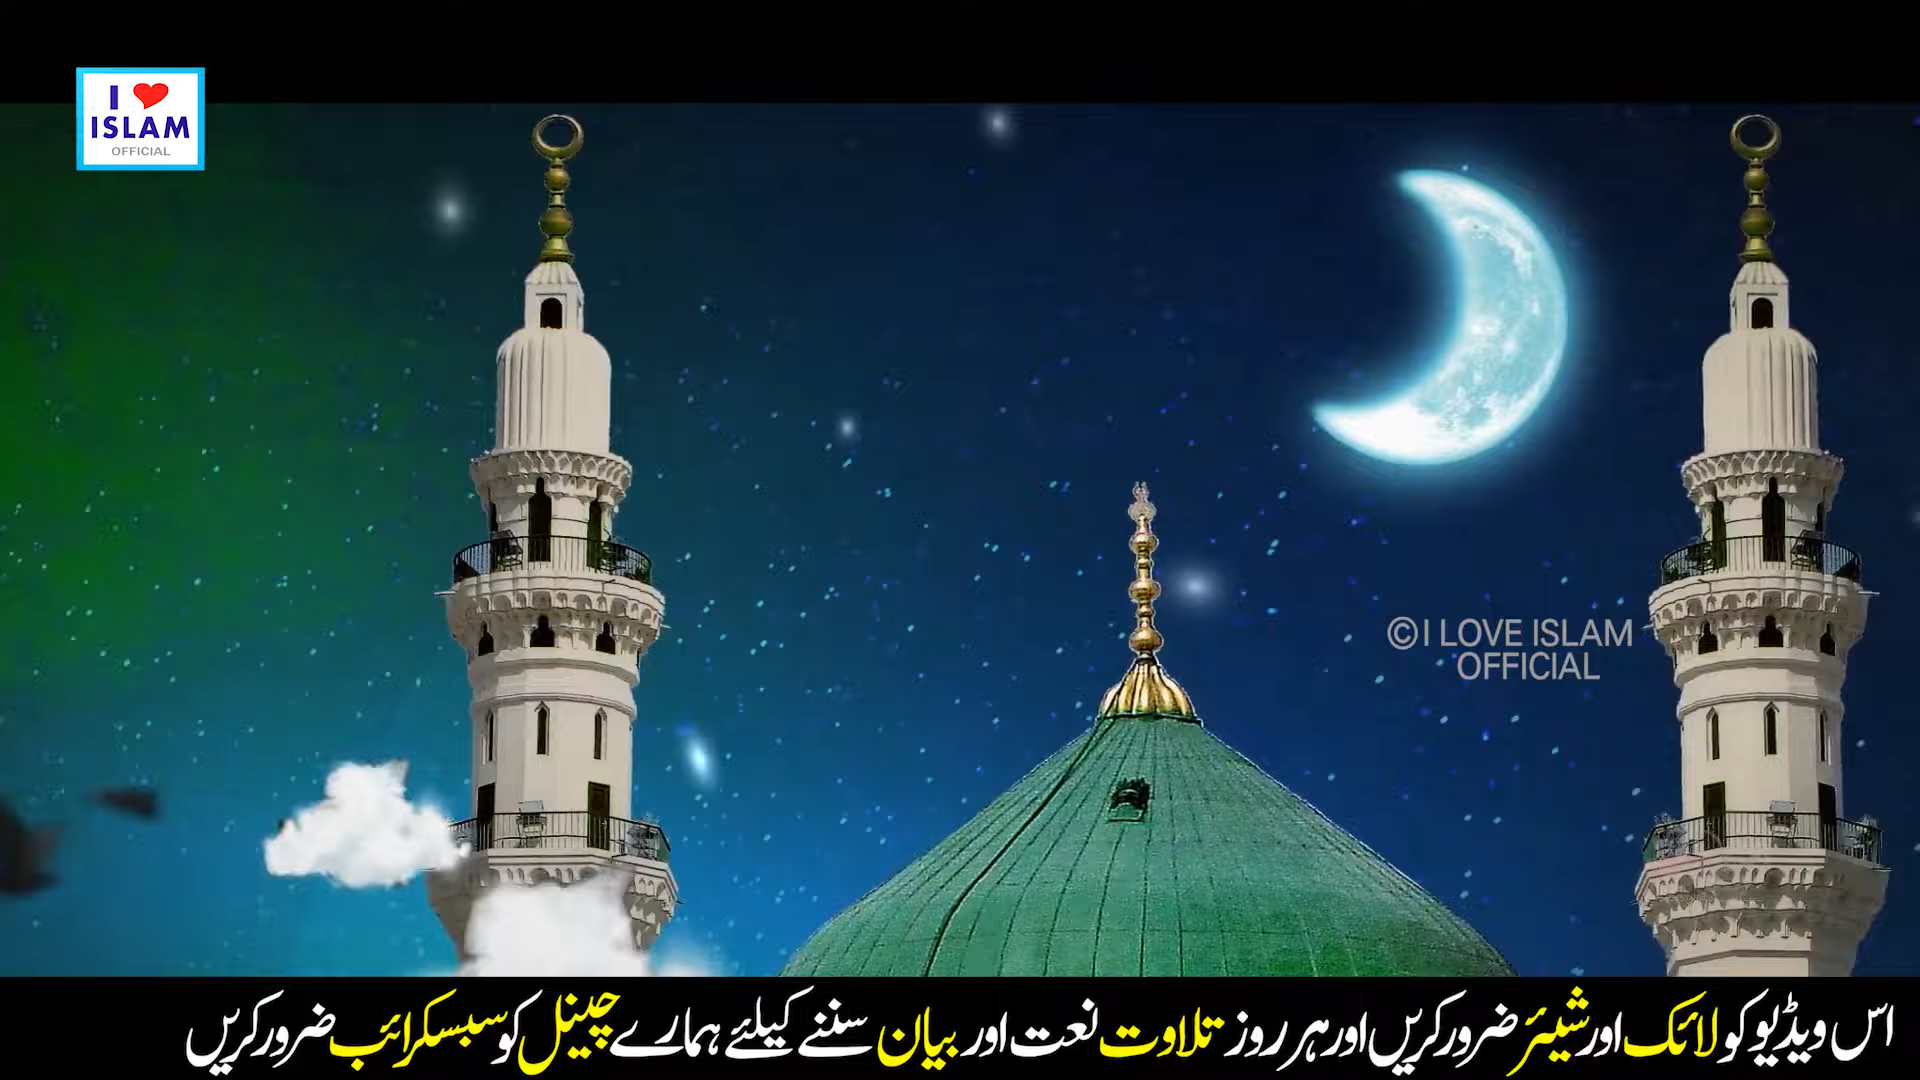 I ❤
ISLAM
OFFICIAL
©I LOVE ISLAM
OFFICIAL
اس ویڈیو کو لائک اور شیئر ضرور کریں اور ہر روز تلاوت نعت اور بیان سننے کیلئے ہمارے چینل کو سبسکرائب ضرور کریں